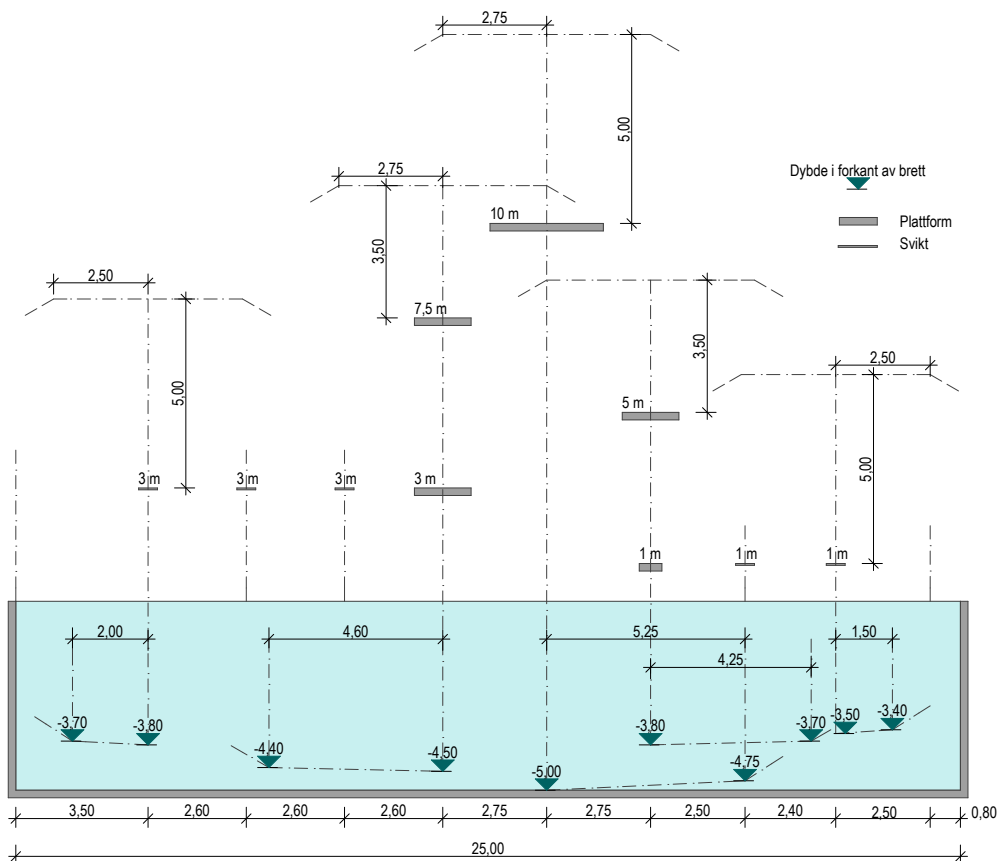 2,75
5,00
Dybde i forkant av brett
2,75
10 m
Plattform
3,50
Svikt
2,50
7,5 m
3,50
5,00
2,50
5 m
5,00
3 m
3 m
3 m
3 m
1 m
1 m
1 m
2,00
4,60
5,25
1,50
4,25
-3,70
-3,80
-4,40
-4,50
-5,00
-3,80
-4,75
-3,70
-3,50
-3,40
3,50
2,60
2,60
2,60
2,75
2,75
2,50
2,40
2,50
0,80
25,00